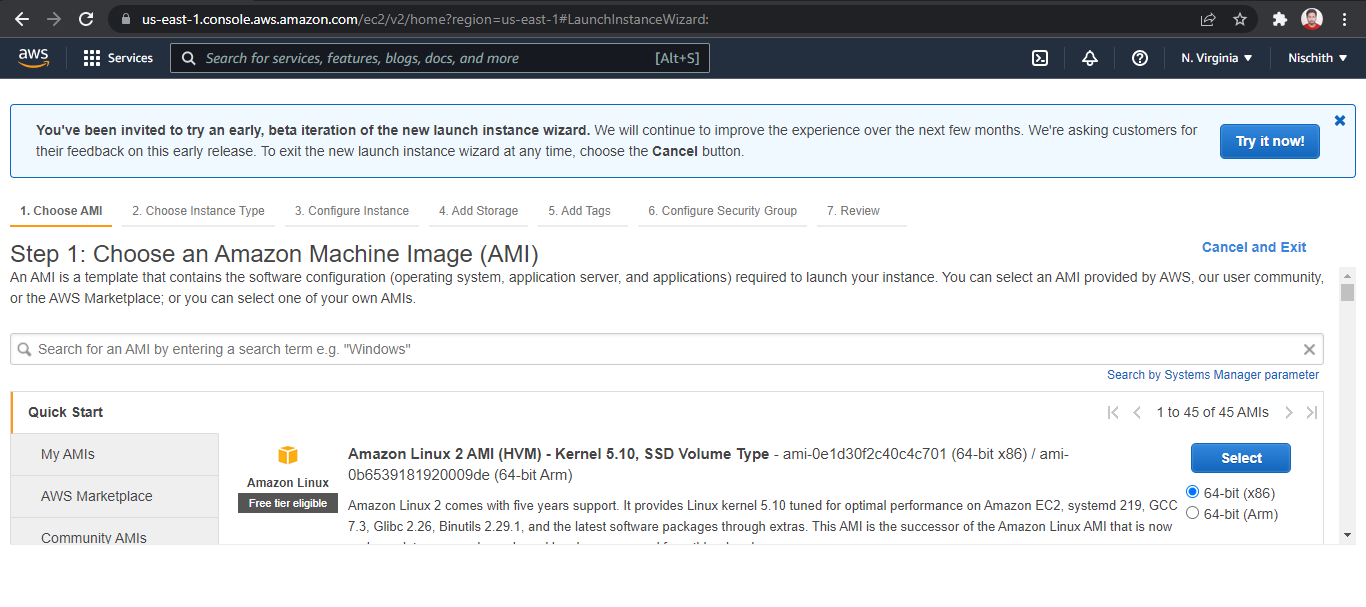 us-east-1.console.aws.amazon.com/ec2/v2/home?region=us-east-1#LaunchInstanceWizard:
aws
Services
Search for services, features, blogs, docs, and more
[Alt+S]
N. Virginia
Nischith
You've been invited to try an early, beta iteration of the new launch instance wizard. We will continue to improve the experience over the next few months. We're asking customers for
their feedback on this early release. To exit the new launch instance wizard at any time, choose the Cancel button.
Try it now!
1. Choose AMI
2. Choose Instance Type
3. Configure Instance
4. Add Storage
5. Add Tags
6. Configure Security Group
7. Review
Step 1: Choose an Amazon Machine Image (AMI)
Cancel and Exit
An AMI is a template that contains the software configuration (operating system, application server, and applications) required to launch your instance. You can select an AMI provided by AWS, our user community,
or the AWS Marketplace; or you can select one of your own AMIs.
Search for an AMI by entering a search term e.g. "Windows"
Search by Systems Manager parameter
Quick Start
1 to 45 of 45 AMIs
My AMIs
AWS Marketplace
Community AMIs
Amazon Linux
Free tier eligible
Amazon Linux 2 AMI (HVM) - Kernel 5.10, SSD Volume Type - ami-0e1d30f2c40c4c701 (64-bit x86) / ami-
0b6539181920009de (64-bit Arm)
Amazon Linux 2 comes with five years support. It provides Linux kernel 5.10 tuned for optimal performance on Amazon EC2, systemd 219, GCC
7.3, Glibc 2.26, Binutils 2.29.1, and the latest software packages through extras. This AMI is the successor of the Amazon Linux AMI that is now
Select
64-bit (x86)
64-bit (Arm)